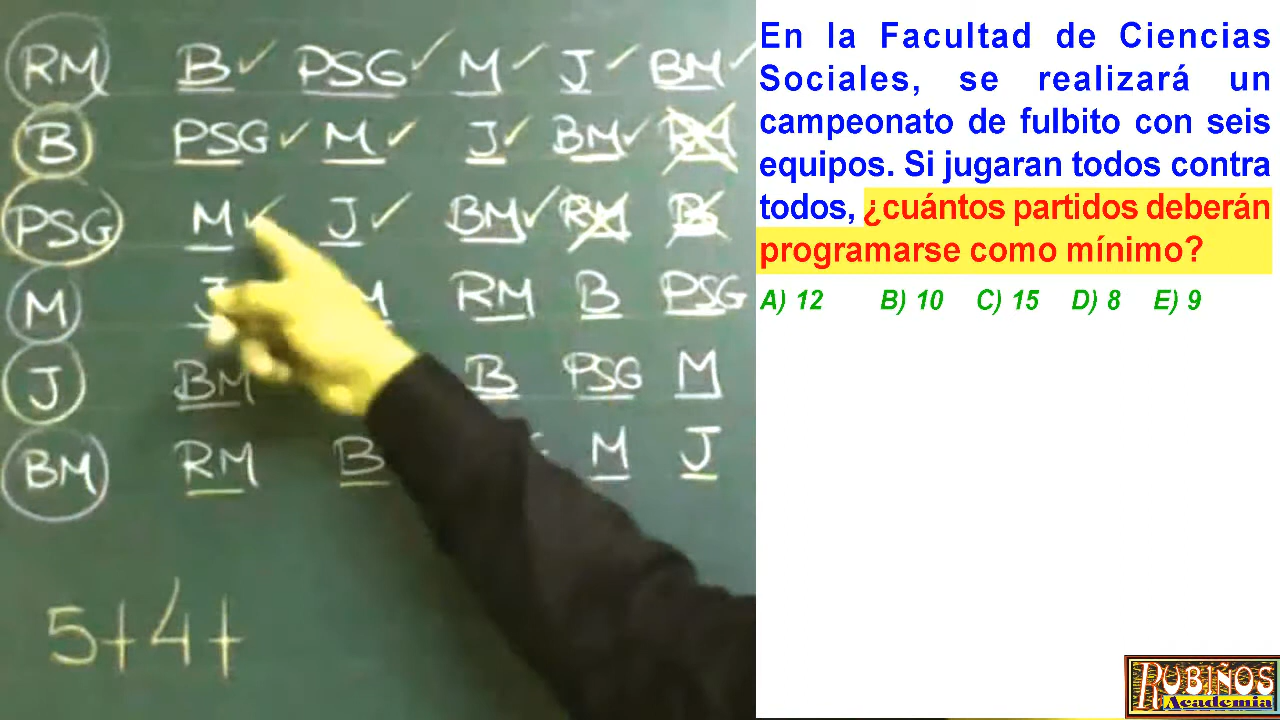 RM B✓ PSG✓ M✓ J✓ BM✓
B PSG✓ M✓ J✓ BM✓ RM
PSG M✓ J✓ BM✓ RM B
M J M RM B PSG
J BM B PSG M
BM RM B M J
5+4+
En la Facultad de Ciencias
Sociales, se realizará un
campeonato de fulbito con seis
equipos. Si jugaran todos contra
todos, ¿cuántos partidos deberán
programarse como mínimo?
A) 12 B) 10 C) 15 D) 8 E) 9
RUBIÑOS
Academia